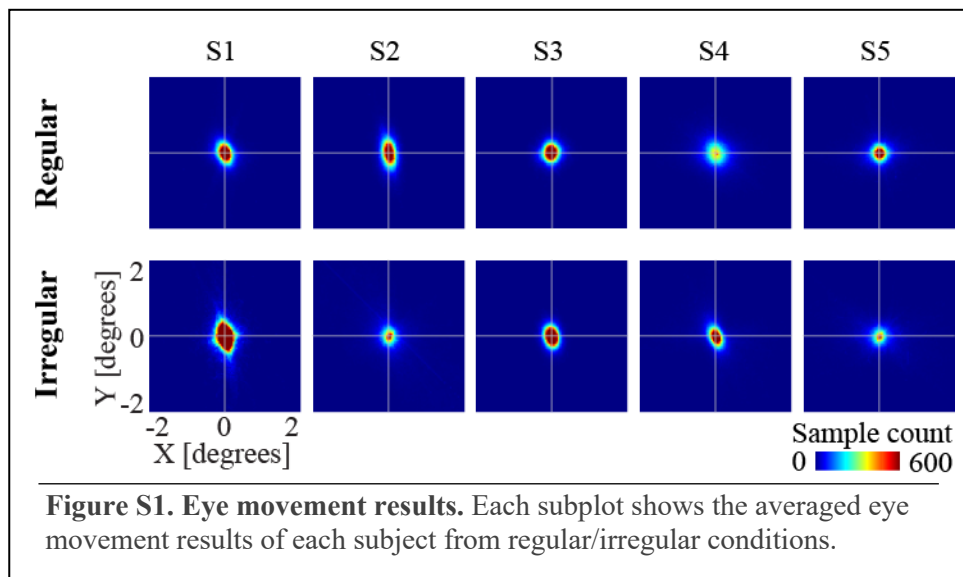 S1 S2 S3 S4 S5
Regular
Irregular
Y [degrees]
2
0
-2
-2 0 2
X [degrees]
Sample count
0 600
Figure S1. Eye movement results. Each subplot shows the averaged eye
movement results of each subject from regular/irregular conditions.